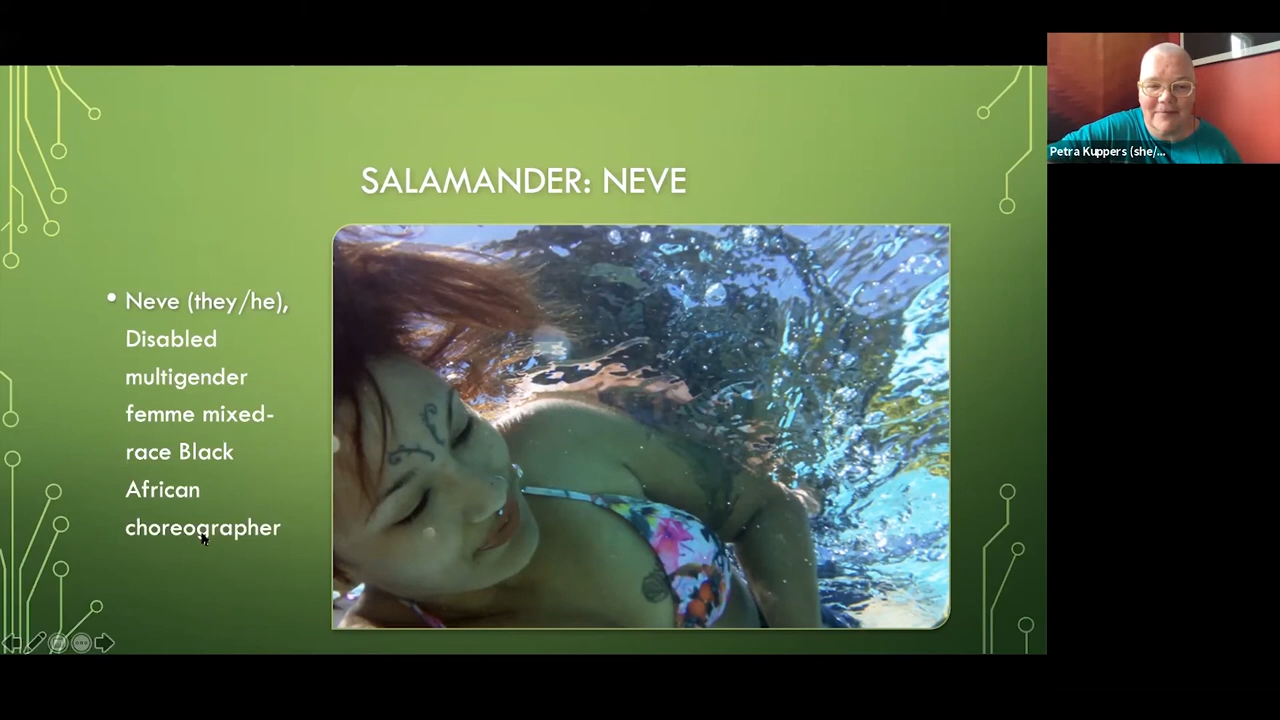 SALAMANDER: NEVE
Neve (they/he),
Disabled
multigender
femme mixed-
race Black
African
choreographer
Petra Kuppers (she/...